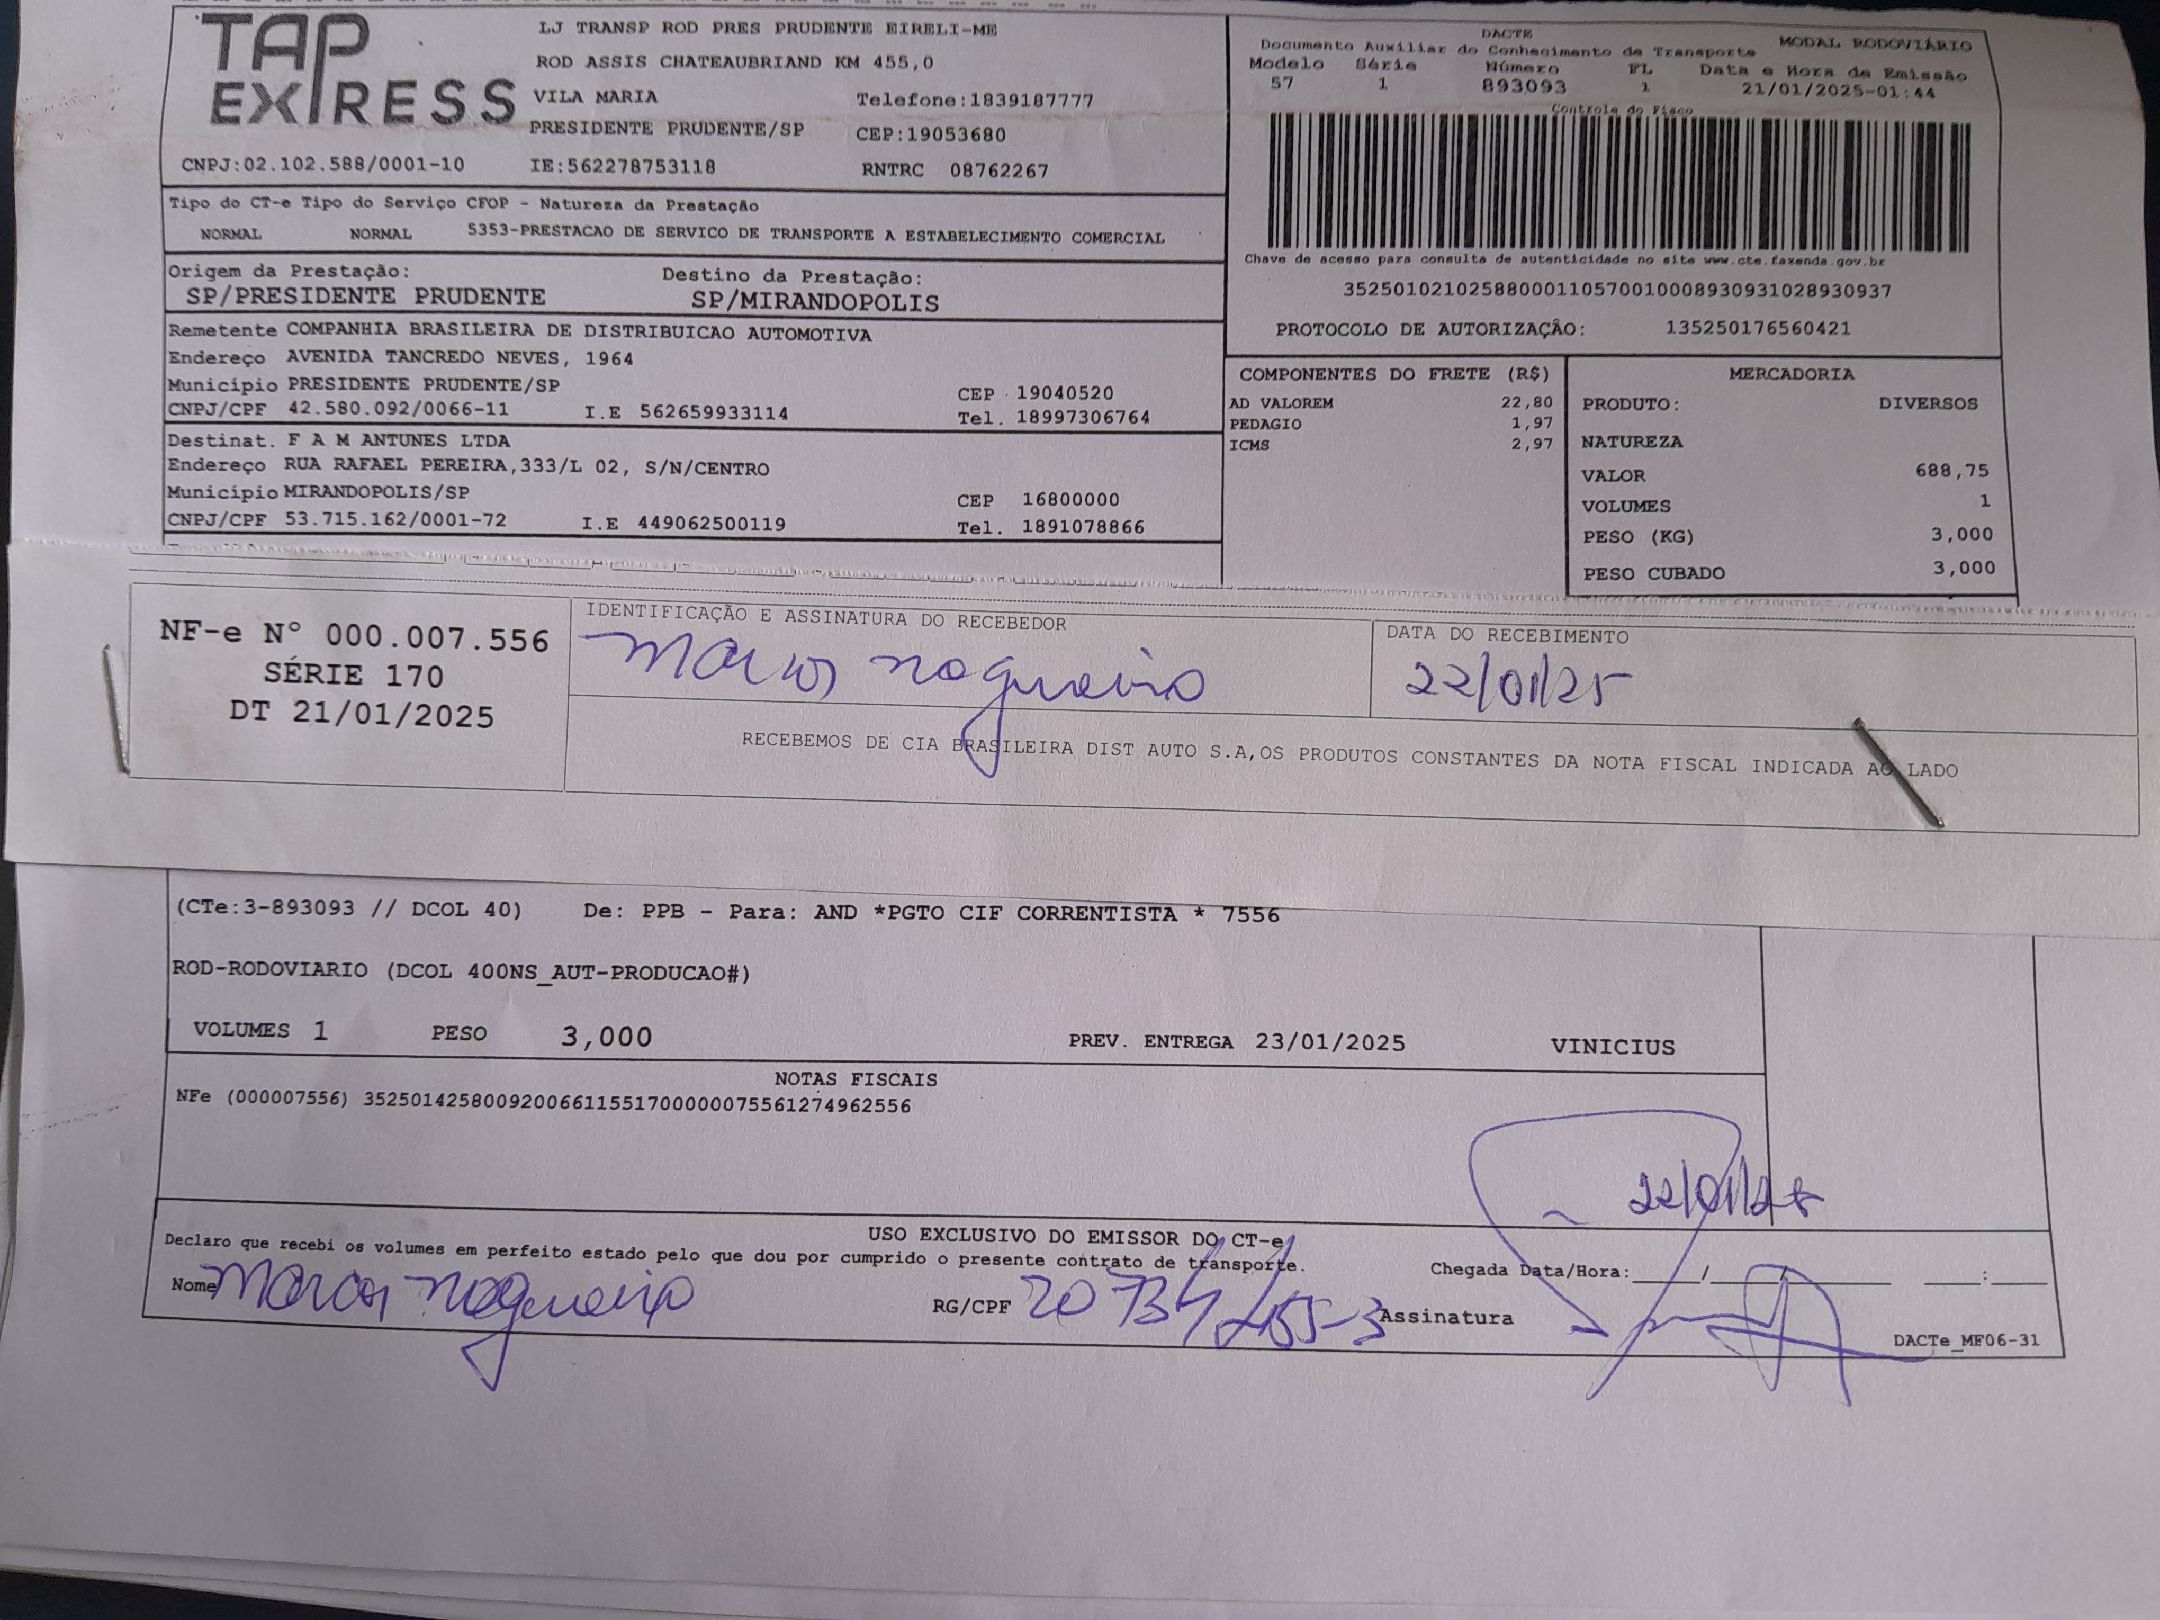 TAP
EXPRESS
LJ TRANSP ROD PRES PRUDENTE EIRELI-ME
ROD ASSIS CHATEAUBRIAND KM 455,0
VILA MARIA Telefone:1839187777
PRESIDENTE PRUDENTE/SP CEP:19053680
CNPJ:02.102.588/0001-10 IE:562278753118 RNTRC 08762267
DACTE
Documento Auxiliar do Conhecimento de Transporte MODAL RODOVIÁRIO
Modelo Série Número FL Data e Hora de Emissão
57 1 893093 1 21/01/2025-01:44
Controle do Fisco
Chave de acesso para consulta de autenticidade no site www.cte.fazenda.gov.br
35250102102588000110570010008930931028930937
PROTOCOLO DE AUTORIZAÇÃO: 135250176560421
Tipo do CT-e Tipo do Serviço CFOP - Natureza da Prestação
NORMAL NORMAL 5353-PRESTACAO DE SERVICO DE TRANSPORTE A ESTABELECIMENTO COMERCIAL
Origem da Prestação: Destino da Prestação:
SP/PRESIDENTE PRUDENTE SP/MIRANDOPOLIS
Remetente COMPANHIA BRASILEIRA DE DISTRIBUICAO AUTOMOTIVA
Endereço AVENIDA TANCREDO NEVES, 1964
Município PRESIDENTE PRUDENTE/SP CEP 19040520
CNPJ/CPF 42.580.092/0066-11 I.E 562659933114 Tel. 18997306764
Destinat. F A M ANTUNES LTDA
Endereço RUA RAFAEL PEREIRA,333/L 02, S/N/CENTRO
Município MIRANDOPOLIS/SP CEP 16800000
CNPJ/CPF 53.715.162/0001-72 I.E 449062500119 Tel. 1891078866
COMPONENTES DO FRETE (R$)
AD VALOREM 22,80
PEDAGIO 1,97
ICMS 2,97
MERCADORIA
PRODUTO: DIVERSOS
NATUREZA
VALOR 688,75
VOLUMES 1
PESO (KG) 3,000
PESO CUBADO 3,000
NF-e N° 000.007.556
SÉRIE 170
DT 21/01/2025
IDENTIFICAÇÃO E ASSINATURA DO RECEBEDOR
Marcos Nogueira
DATA DO RECEBIMENTO
22/01/25
RECEBEMOS DE CIA BRASILEIRA DIST AUTO S.A,OS PRODUTOS CONSTANTES DA NOTA FISCAL INDICADA AO LADO
(CTe:3-893093 // DCOL 40) De: PPB - Para: AND *PGTO CIF CORRENTISTA * 7556
ROD-RODOVIARIO (DCOL 400NS_AUT-PRODUCAO#)
VOLUMES 1 PESO 3,000 PREV. ENTREGA 23/01/2025 VINICIUS
NOTAS FISCAIS
NFe (000007556) 35250142580092006611551700000075561274962556
22/01/25
USO EXCLUSIVO DO EMISSOR DO CT-e
Declaro que recebi os volumes em perfeito estado pelo que dou por cumprido o presente contrato de transporte.
Chegada Data/Hora:_____/_____/________ ____:____
Nome Marcos Nogueira RG/CPF Assinatura
DACTe_MF06-31